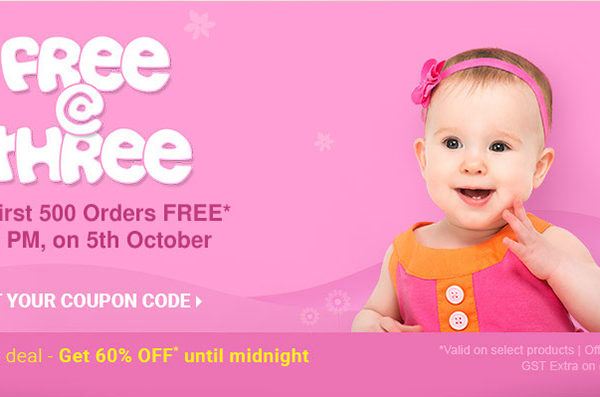 FREE
@
THREE
irst 500 Orders FREE*
PM, on 5th October
T YOUR COUPON CODE
deal - Get 60% OFF* until midnight
*Valid on select products | Off
GST Extra on